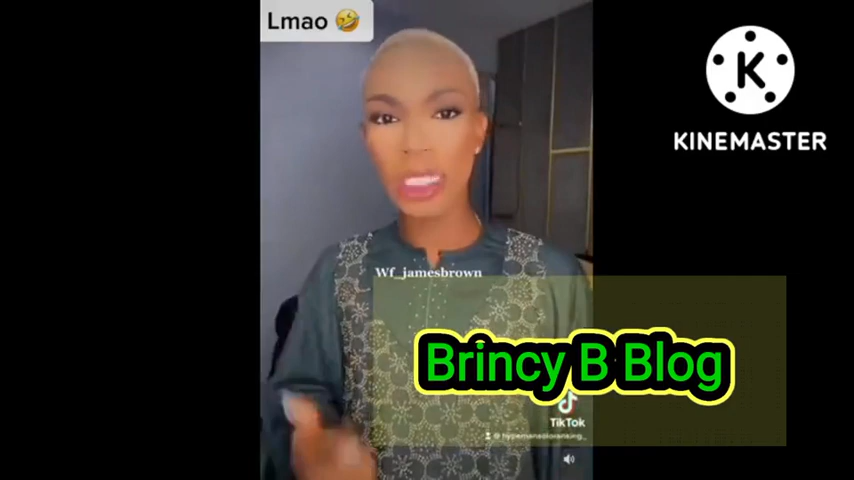 Lmao 🤣
KINEMASTER
Wf_jamesbrown
Brincy B Blog
TikTok